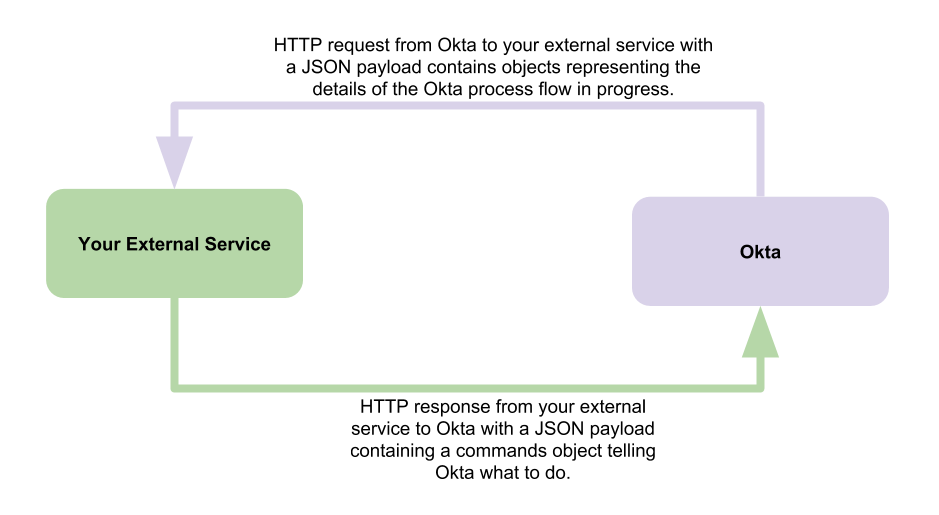 HTTP request from Okta to your external service with
a JSON payload contains objects representing the
details of the Okta process flow in progress.
Your External Service
Okta
HTTP response from your external
service to Okta with a JSON payload
containing a commands object telling
Okta what to do.